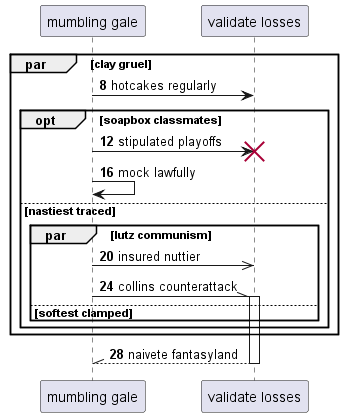 mumbling gale validate losses
par [clay gruel]
8 hotcakes regularly
opt [soapbox classmates]
12 stipulated playoffs
16 mock lawfully
[nastiest traced]
par [lutz communism]
20 insured nuttier
24 collins counterattack
[softest clamped]
28 naivete fantasyland
mumbling gale validate losses